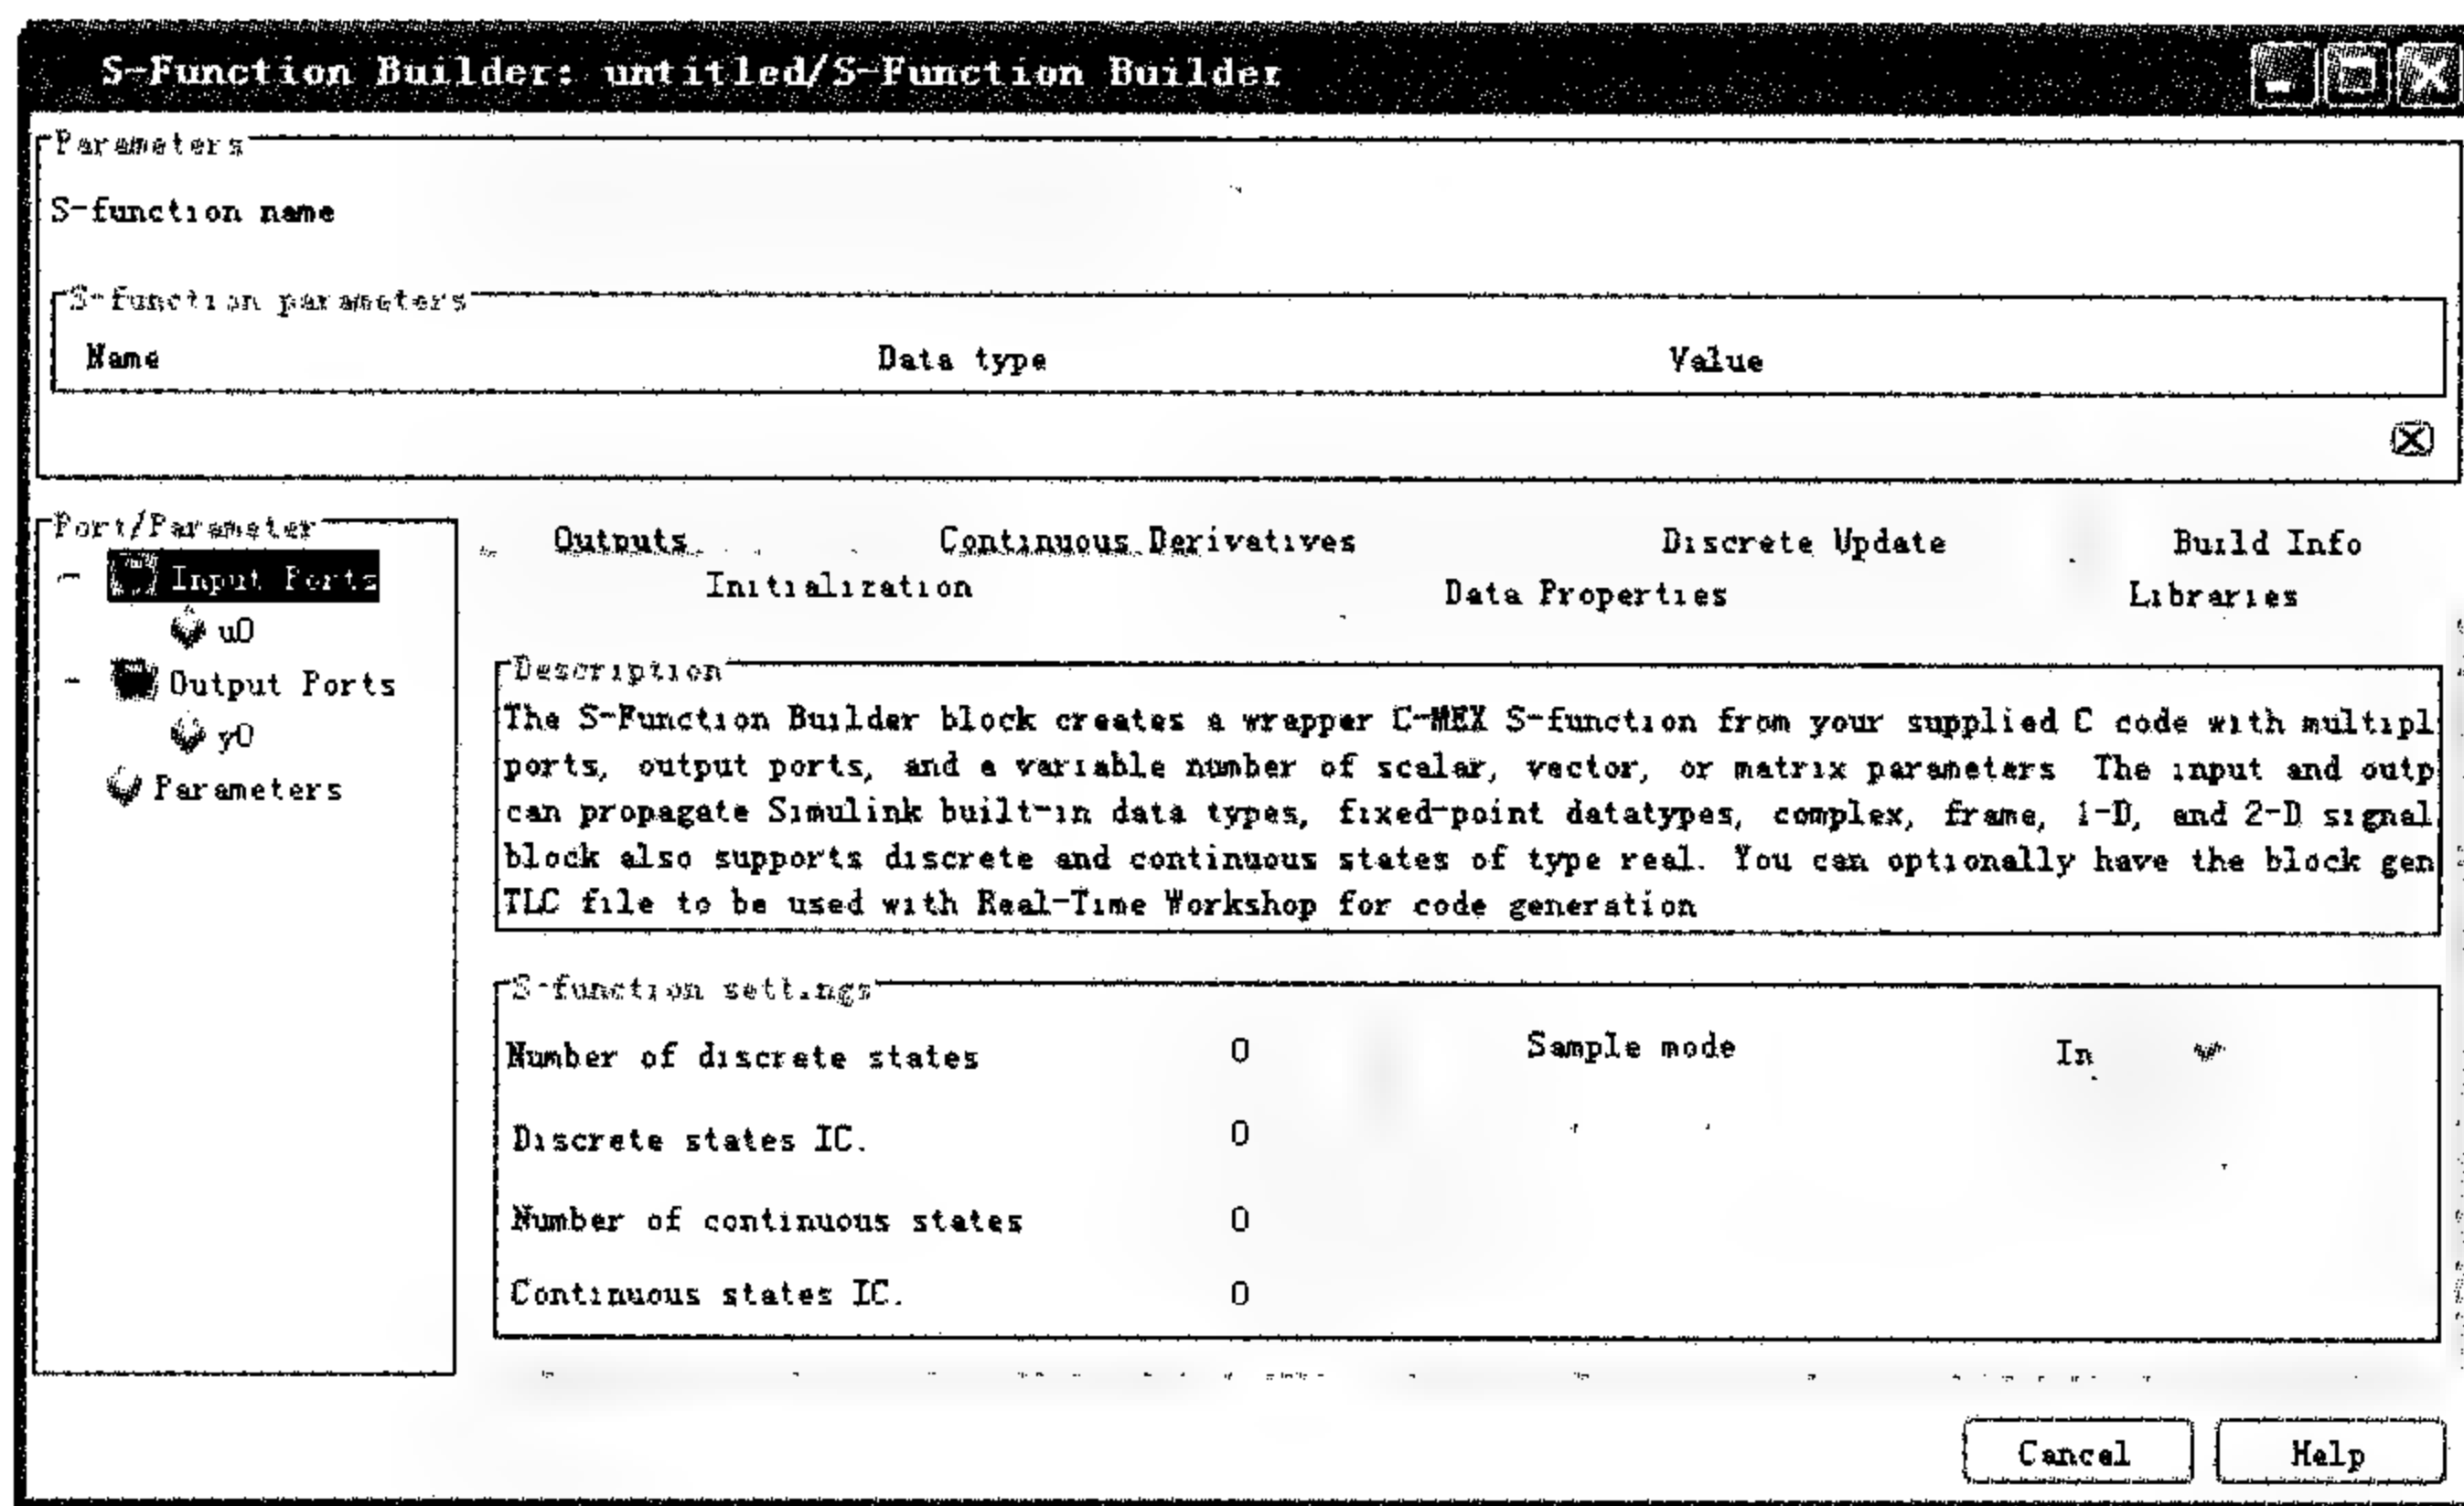 S-Function Builder: untitled/S-Function Builder
Parameters
S-function name
S-function parameters
Name Data type Value
Port/Parameter
Input Ports
u0
Output Ports
y0
Parameters
Outputs Continuous Derivatives Discrete Update Build Info
Initialization Data Properties Libraries
Description
The S-Function Builder block creates a wrapper C-MEX S-function from your supplied C code with multipl
ports, output ports, and a variable number of scalar, vector, or matrix parameters The input and outp
can propagate Simulink built-in data types, fixed-point datatypes, complex, frame, 1-D, and 2-D signal
block also supports discrete and continuous states of type real. You can optionally have the block gen
TLC file to be used with Real-Time Workshop for code generation
S-function settings
Number of discrete states 0 Sample mode In
Discrete states IC. 0
Number of continuous states 0
Continuous states IC. 0
Cancel Help